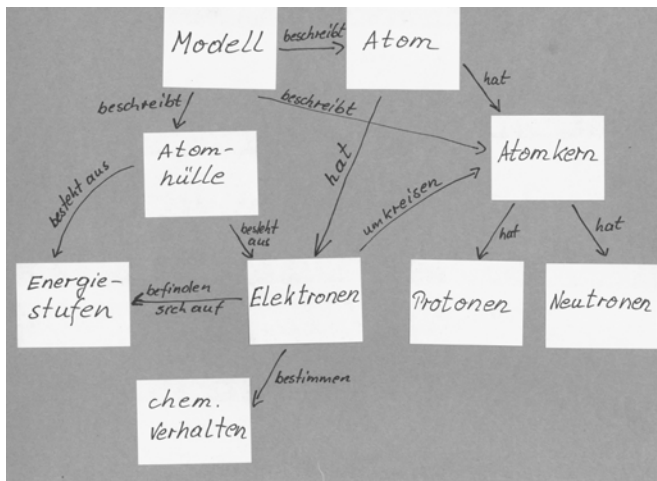 Modell
beschreibt
Atom
hat
beschreibt
beschreibt
Atom-
hülle
hat
Atomkern
besteht aus
besteht
aus
umkreisen
hat
hat
Energie-
stufen
befinden
sich auf
Elektronen
Protonen
Neutronen
bestimmen
chem.
Verhalten